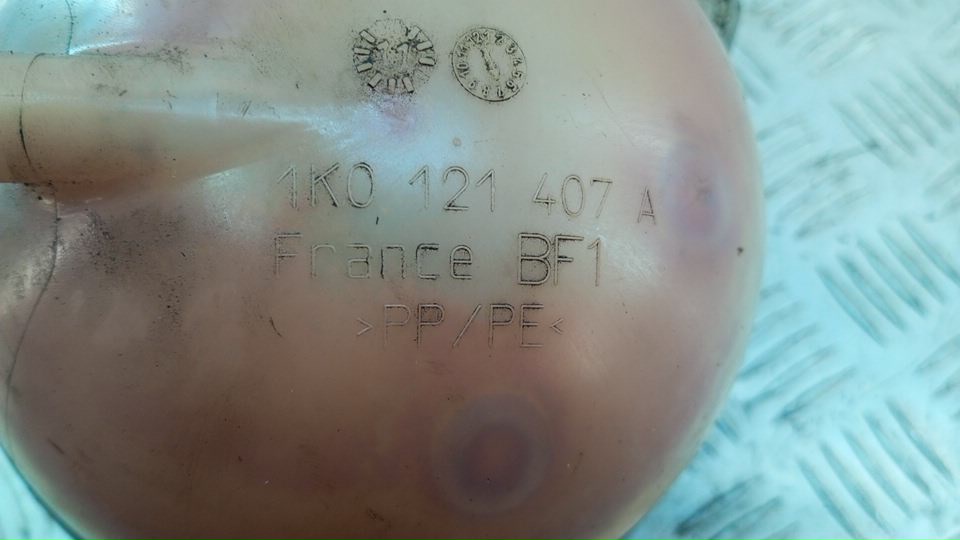 1K0 121 407 A
France BF1
>PP/PE<